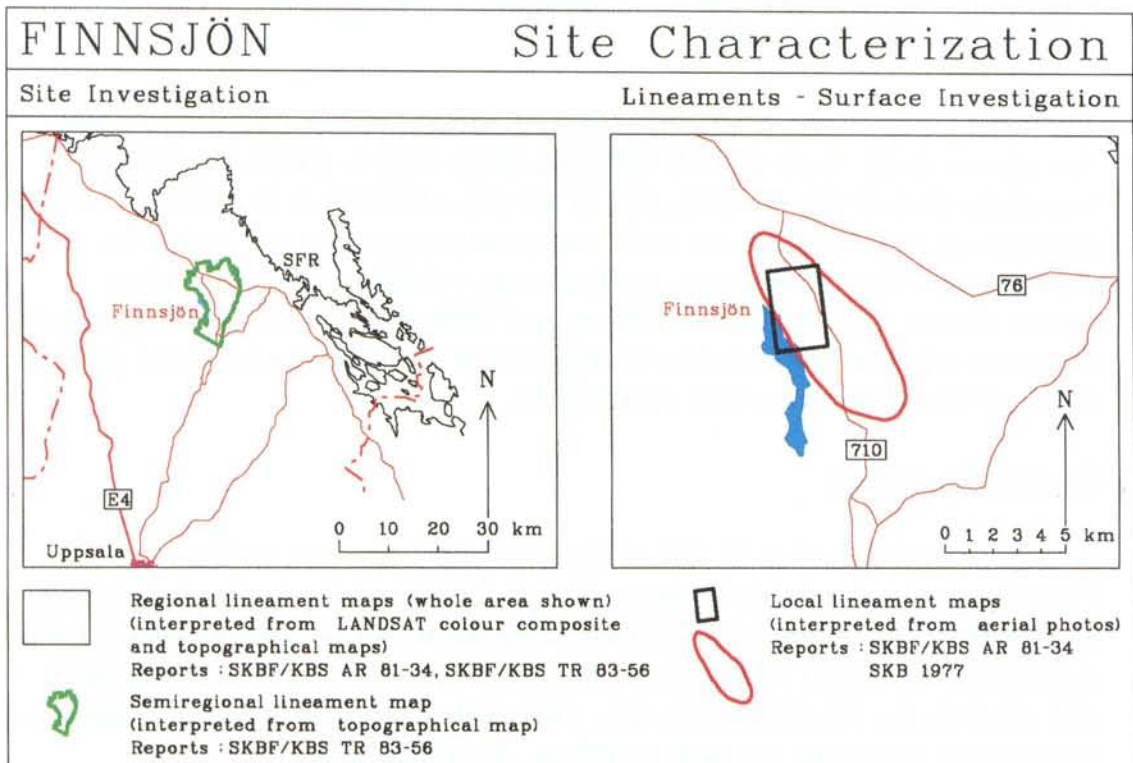 FINNSJÖN Site Characterization
Site Investigation Lineaments - Surface Investigation
SFR
Finnsjön
N
E4
0 10 20 30 km
Uppsala
76
Finnsjön
N
710
0 1 2 3 4 5 km
Regional lineament maps (whole area shown)
(interpreted from LANDSAT colour composite
and topographical maps)
Reports : SKBF/KBS AR 81-34, SKBF/KBS TR 83-56
Semiregional lineament map
(interpreted from topographical map)
Reports : SKBF/KBS TR 83-56
Local lineament maps
(interpreted from aerial photos)
Reports : SKBF/KBS AR 81-34
SKB 1977